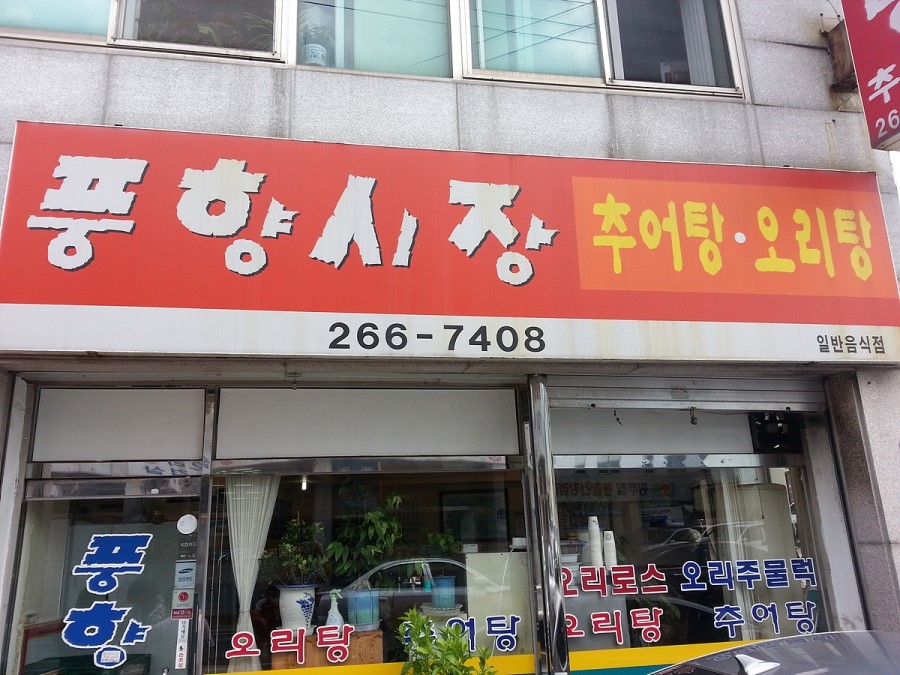 추
26
풍향시장 추어탕·오리탕
266-7408
일반음식점
풍향
오리로스 오리주물럭
오리탕 어탕 오리탕 추어탕